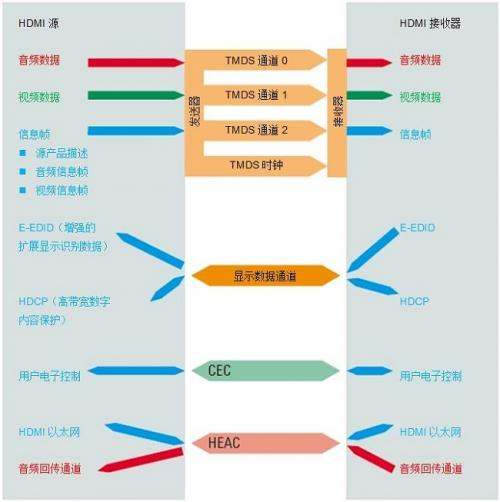 HDMI 源
HDMI 接收器
音频数据
TMDS 通道 0
音频数据
视频数据
TMDS 通道 1
视频数据
发送器
接收器
信息帧
TMDS 通道 2
信息帧
■ 源产品描述
TMDS 时钟
■ 音频信息帧
■ 视频信息帧
E-EDID（增强的
扩展显示识别数据）
E-EDID
显示数据通道
HDCP（高带宽数字
内容保护）
HDCP
CEC
用户电子控制
用户电子控制
HDMI 以太网
HEAC
HDMI 以太网
音频回传通道
音频回传通道